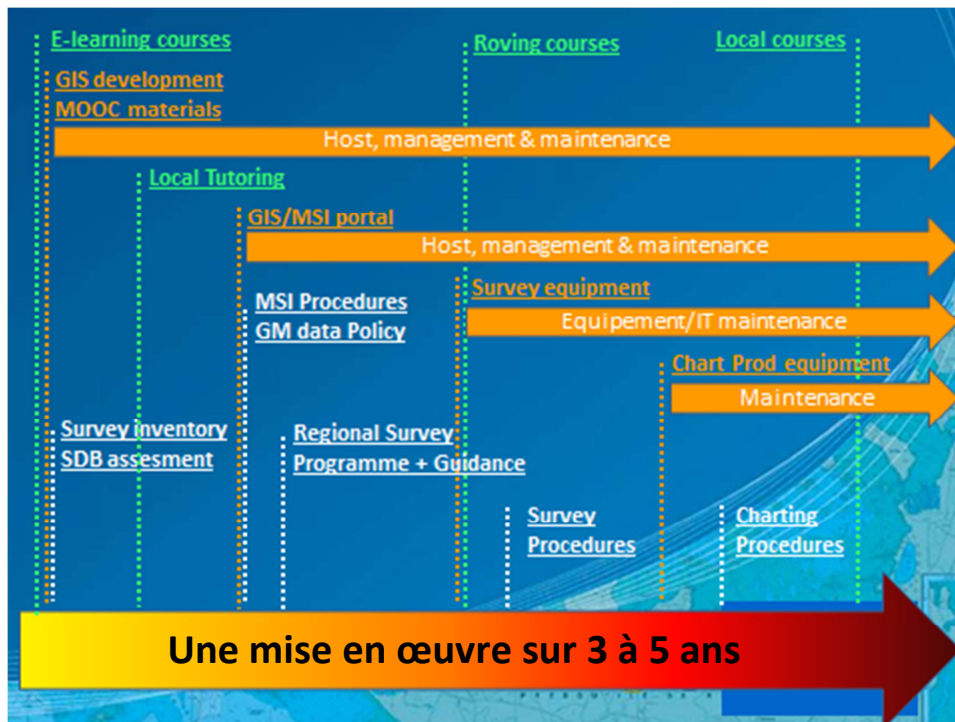 E-learning courses
Roving courses
Local courses
GIS development
MOOC materials
Host, management & maintenance
Local Tutoring
GIS/MSI portal
Host, management & maintenance
MSI Procedures
GM data Policy
Survey equipment
Equipement/IT maintenance
Chart Prod equipment
Maintenance
Survey inventory
SDB assesment
Regional Survey
Programme + Guidance
Survey
Procedures
Charting
Procedures
Une mise en œuvre sur 3 à 5 ans